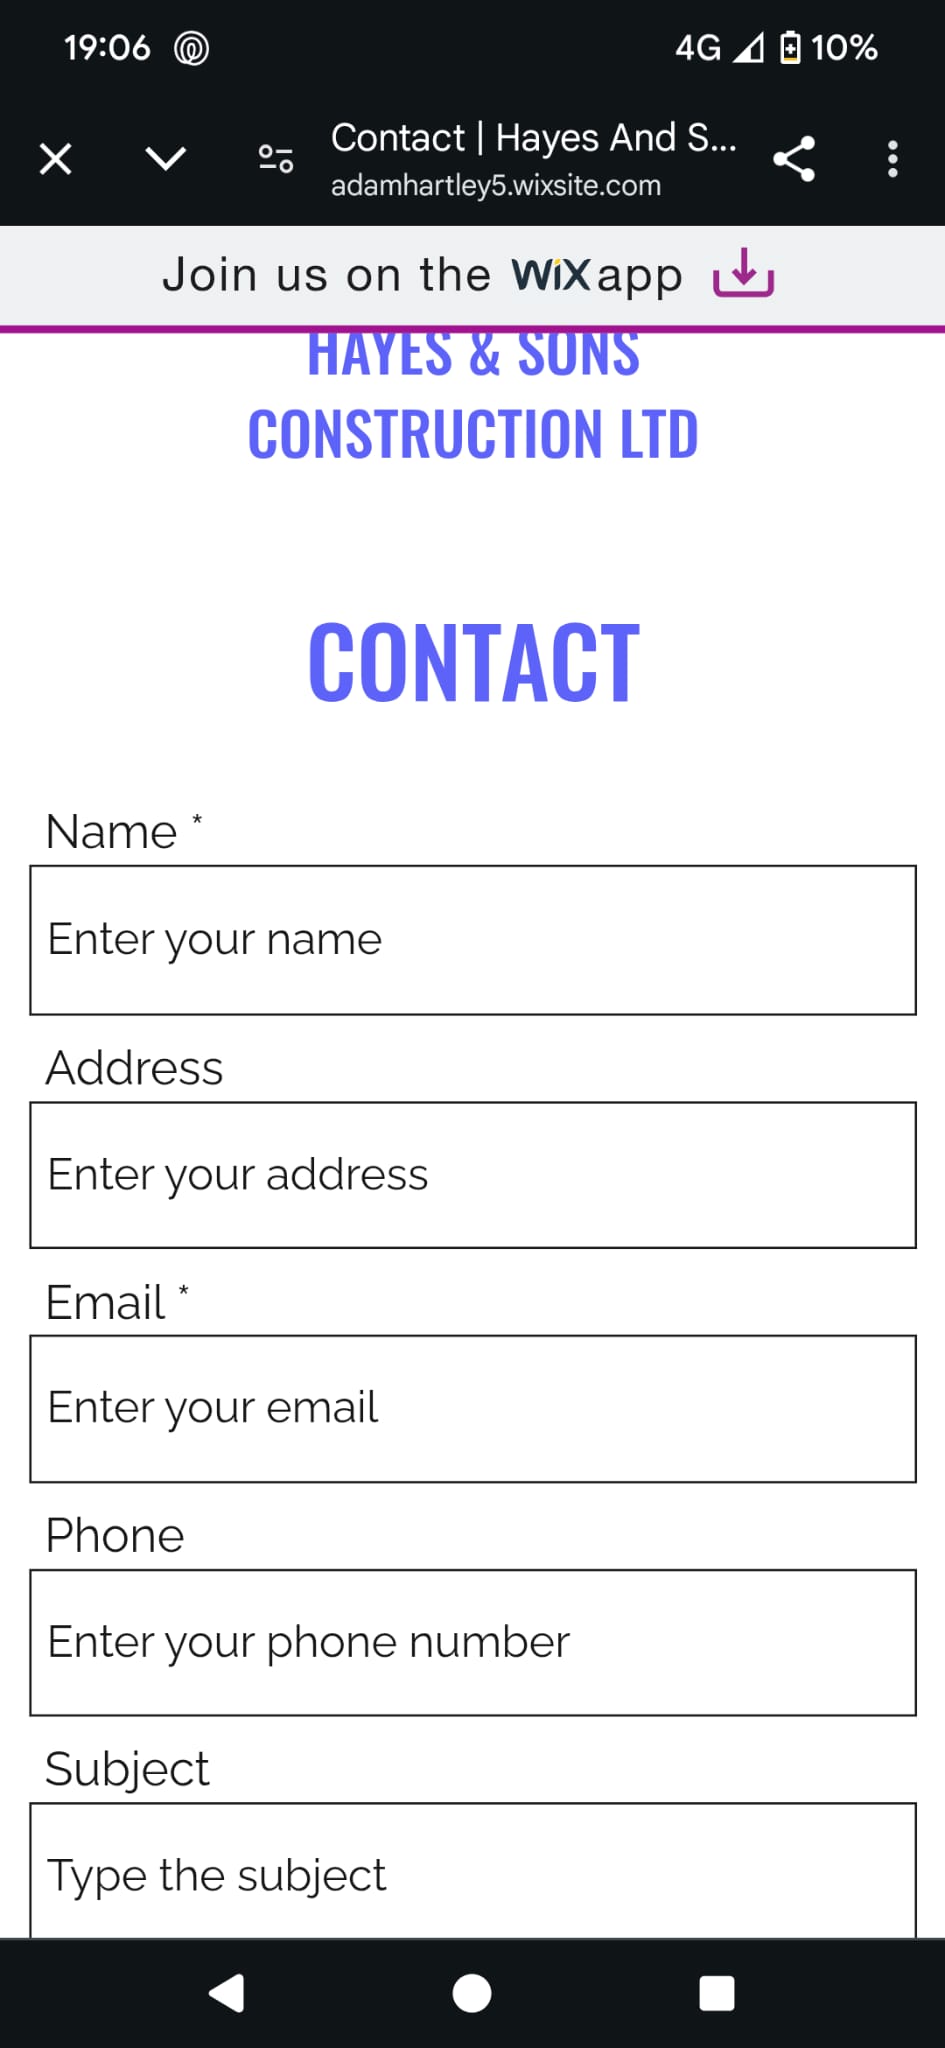 19:06 4G 10%
Contact | Hayes And S...
adamhartley5.wixsite.com
Join us on the WiX app
HAYES & SONS
CONSTRUCTION LTD
CONTACT
Name *
Enter your name
Address
Enter your address
Email *
Enter your email
Phone
Enter your phone number
Subject
Type the subject